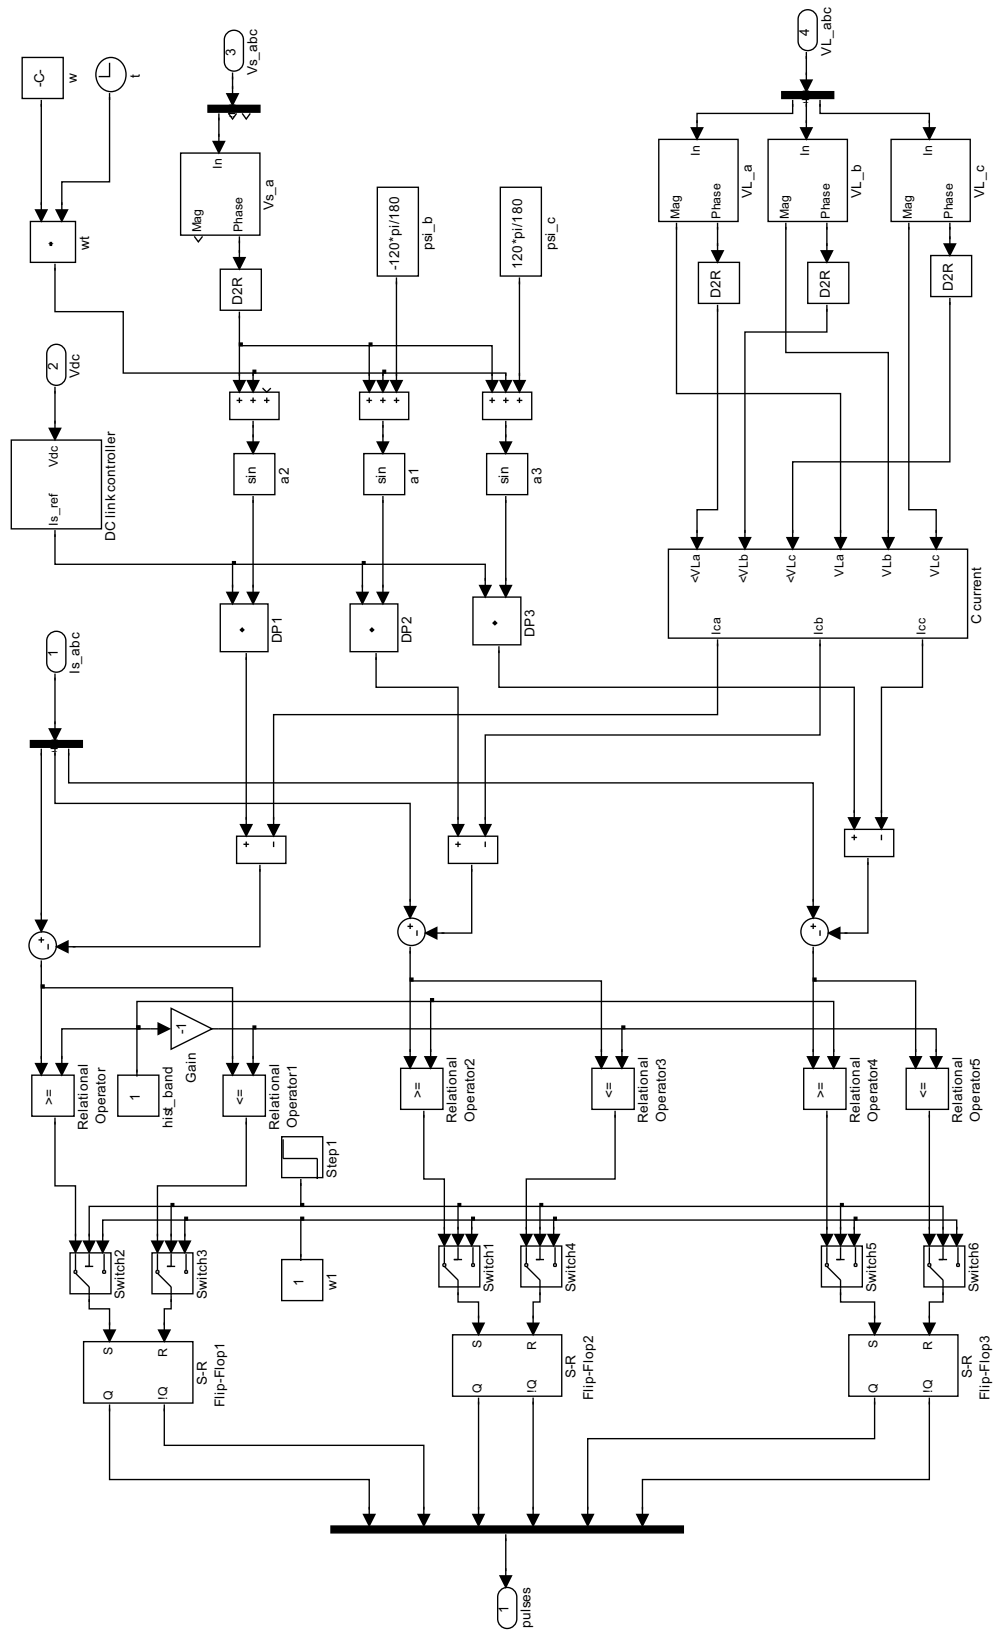 -C-
w
t
wt
2
Vdc
Vdc
Is_ref
DC link controller
1
Is_abc
3
Vs_abc
In
Mag
Phase
Vs_a
D2R
-120*pi/180
psi_b
120*pi/180
psi_c
+ + +
+ + +
+ + +
sin
a2
sin
a1
sin
a3
DP1
DP2
DP3
4
VL_abc
In
Mag
Phase
VL_a
In
Mag
Phase
VL_b
In
Mag
Phase
VL_c
D2R
D2R
D2R
<VLa
<VLb
<VLc
VLa
VLb
VLc
Ica
Icb
Icc
C current
+ −
+ −
+ −
+ −
+ −
+ −
>=
Relational
Operator
1
hist_band
-1
Gain
<=
Relational
Operator1
>=
Relational
Operator2
<=
Relational
Operator3
>=
Relational
Operator4
<=
Relational
Operator5
Step1
1
w1
Switch2
Switch3
Switch1
Switch4
Switch5
Switch6
S
R
Q
!Q
S-R
Flip-Flop1
S
R
Q
!Q
S-R
Flip-Flop2
S
R
Q
!Q
S-R
Flip-Flop3
1
pulses